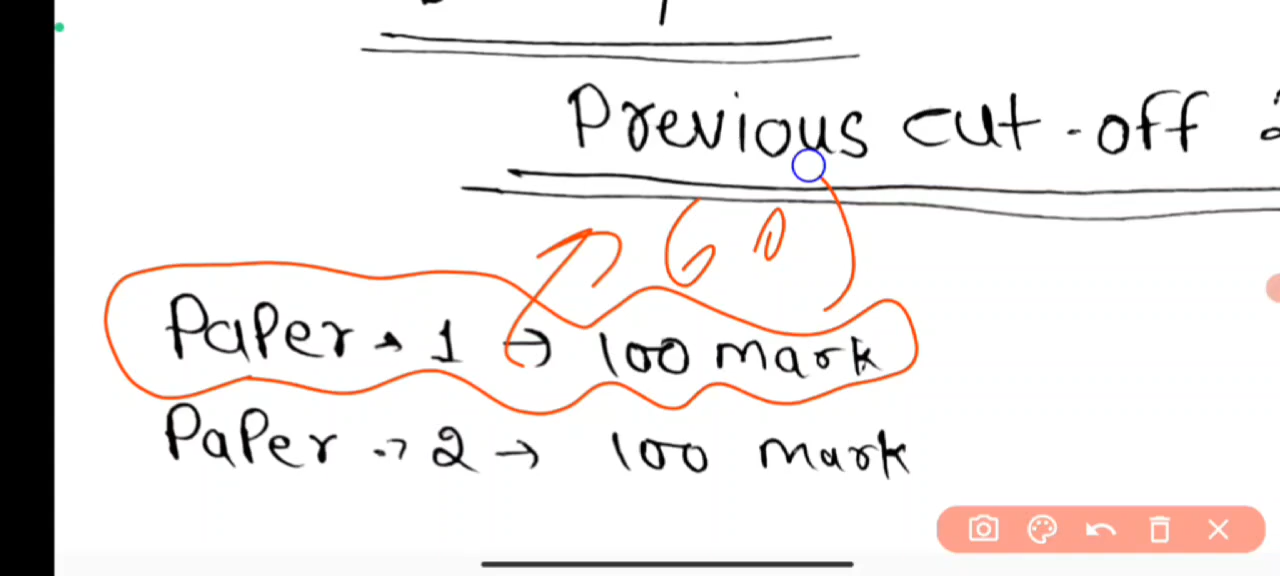 Previous cut-off
60
Paper 1 → 100 mark
Paper 2 → 100 mark